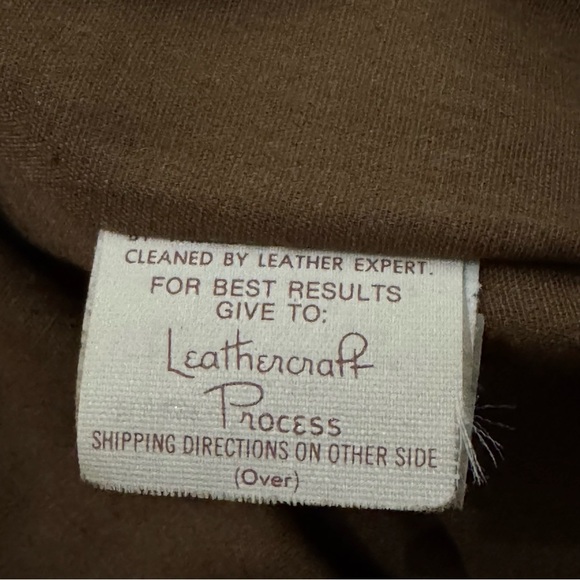 CLEANED BY LEATHER EXPERT.
FOR BEST RESULTS
GIVE TO:
Leathercraft
Process
SHIPPING DIRECTIONS ON OTHER SIDE
(Over)